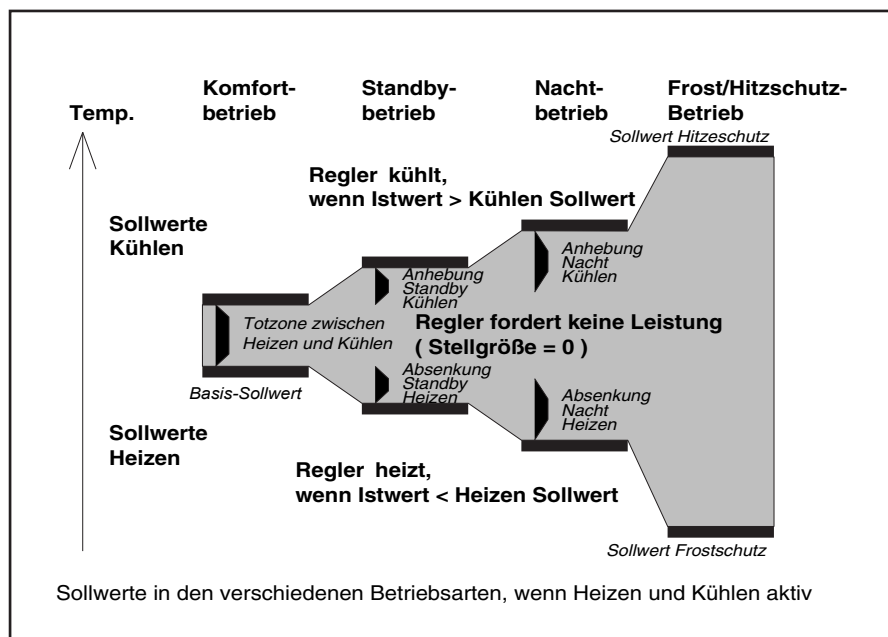 Temp.
Komfort-
betrieb
Standby-
betrieb
Nacht-
betrieb
Frost/Hitzschutz-
Betrieb
Sollwert Hitzeschutz
Regler kühlt,
wenn Istwert > Kühlen Sollwert
Sollwerte
Kühlen
Anhebung
Standby
Kühlen
Anhebung
Nacht
Kühlen
Totzone zwischen
Heizen und Kühlen
Regler fordert keine Leistung
( Stellgröße = 0 )
Basis-Sollwert
Absenkung
Standby
Heizen
Absenkung
Nacht
Heizen
Sollwerte
Heizen
Regler heizt,
wenn Istwert < Heizen Sollwert
Sollwert Frostschutz
Sollwerte in den verschiedenen Betriebsarten, wenn Heizen und Kühlen aktiv